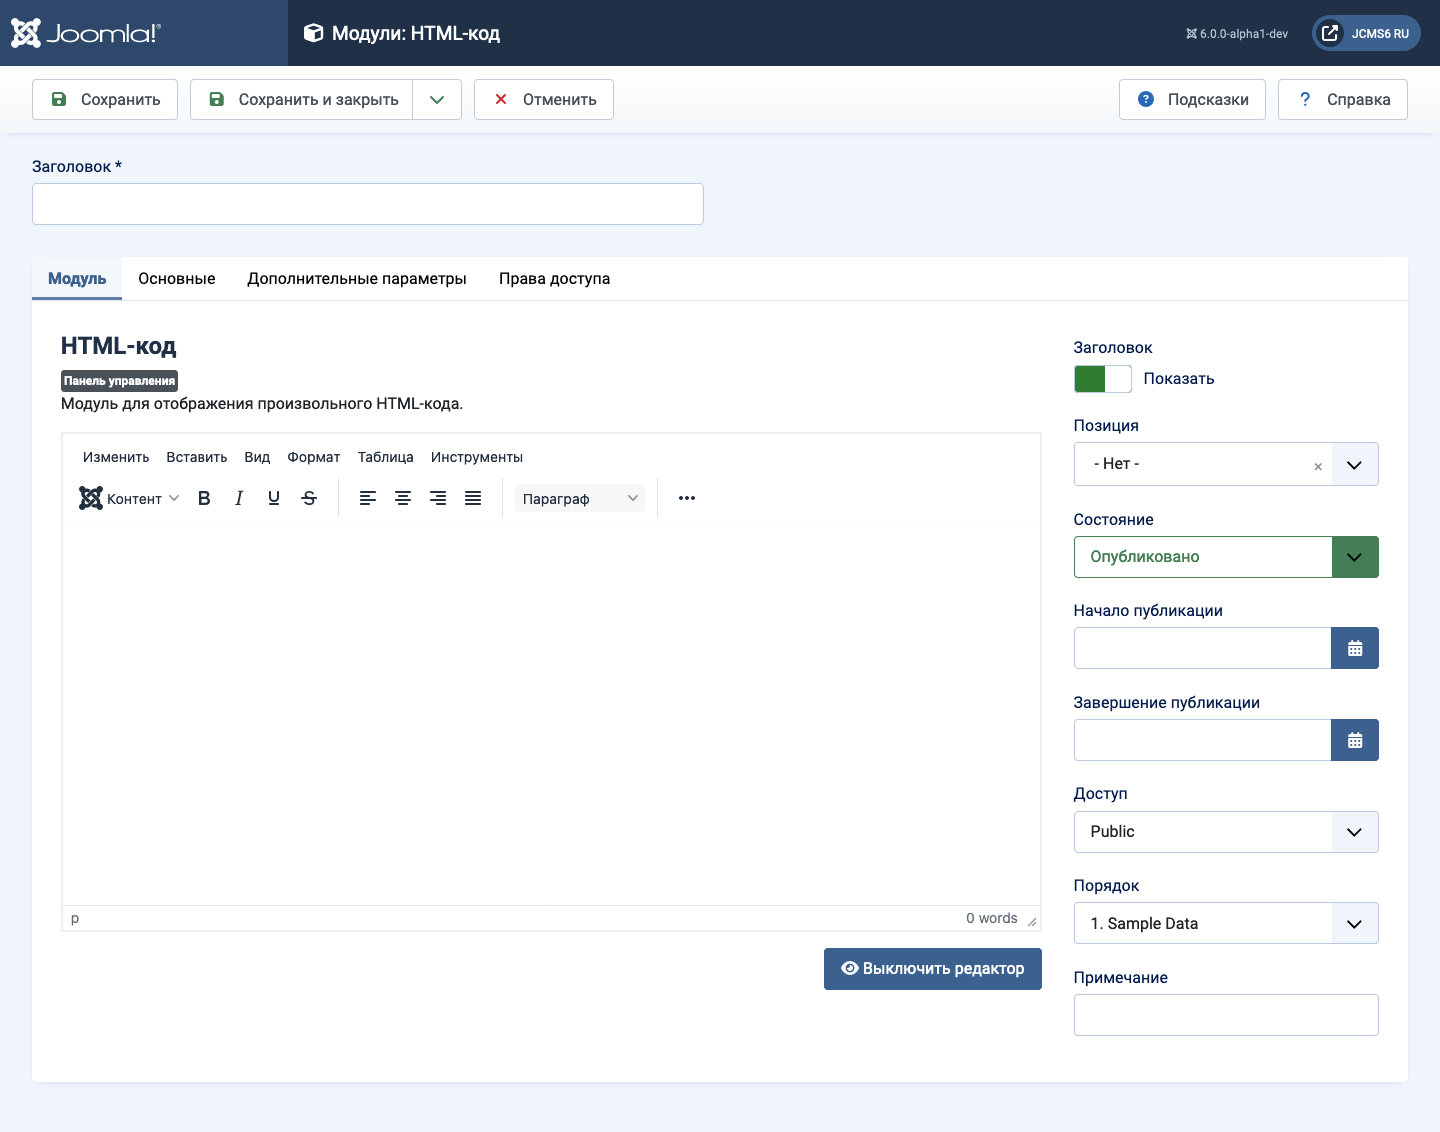 Joomla!®
Модули: HTML-код
6.0.0-alpha1-dev
JCMS6 RU
Сохранить
Сохранить и закрыть
Отменить
Подсказки
Справка
Заголовок *
Модуль
Основные
Дополнительные параметры
Права доступа
HTML-код
Панель управления
Модуль для отображения произвольного HTML-кода.
Изменить Вставить Вид Формат Таблица Инструменты
Контент B I U S Параграф
p
0 words
Выключить редактор
Заголовок
Показать
Позиция
- Нет -
Состояние
Опубликовано
Начало публикации
Завершение публикации
Доступ
Public
Порядок
1. Sample Data
Примечание